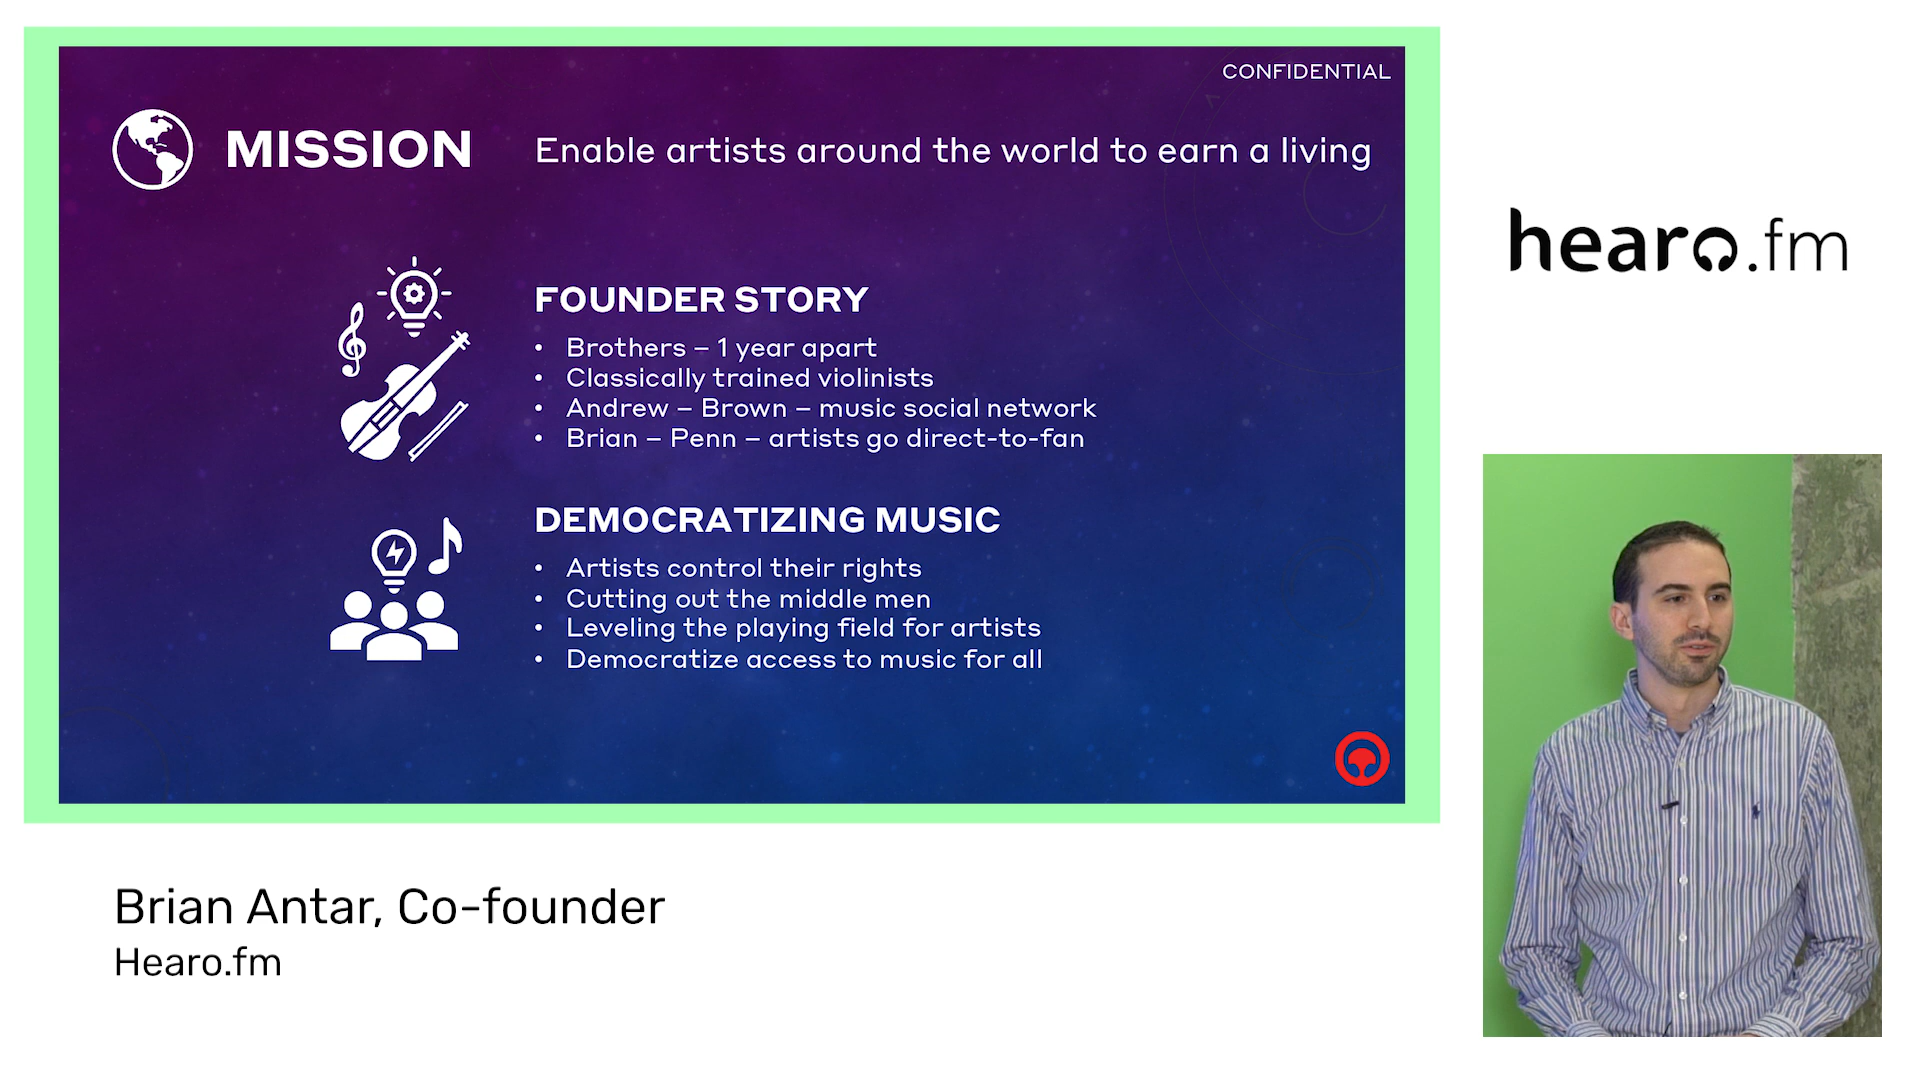 CONFIDENTIAL
MISSION
Enable artists around the world to earn a living
FOUNDER STORY
• Brothers – 1 year apart
• Classically trained violinists
• Andrew – Brown – music social network
• Brian – Penn – artists go direct-to-fan
DEMOCRATIZING MUSIC
• Artists control their rights
• Cutting out the middle men
• Leveling the playing field for artists
• Democratize access to music for all
hearo.fm
Brian Antar, Co-founder
Hearo.fm